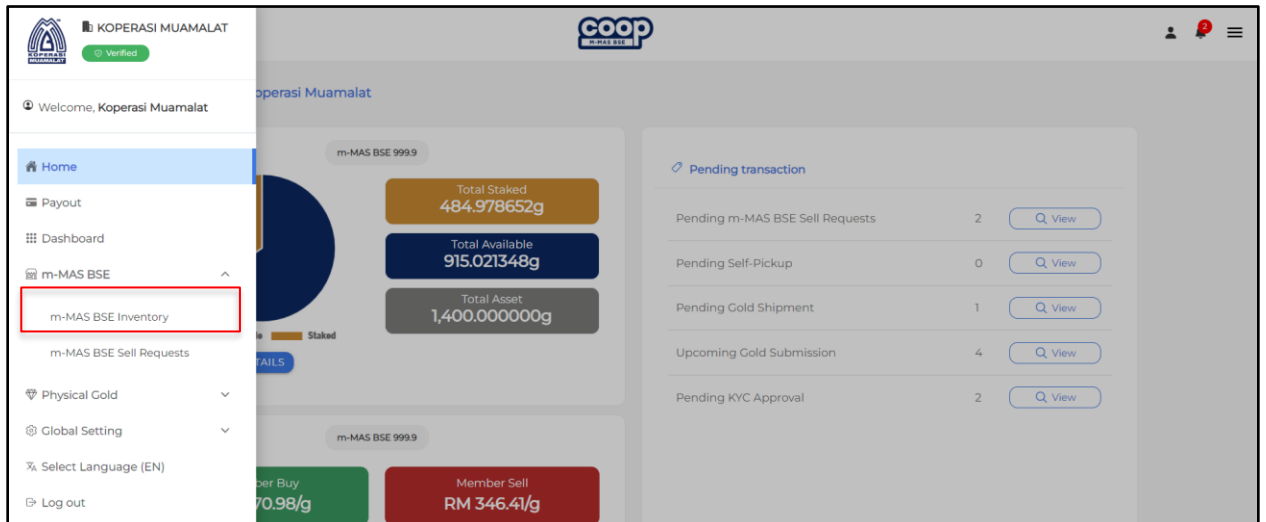 KOPERASI MUAMALAT
Verified
KOPERASI
MUAMALAT
Welcome, Koperasi Muamalat
Home
Payout
Dashboard
m-MAS BSE
m-MAS BSE Inventory
m-MAS BSE Sell Requests
Physical Gold
Global Setting
Select Language (EN)
Log out
coop
M-MAS BSE
2
operasi Muamalat
m-MAS BSE 999.9
Total Staked
484.978652g
Total Available
915.021348g
Total Asset
1,400.000000g
le Staked
TAILS
m-MAS BSE 999.9
ber Buy
70.98/g
Member Sell
RM 346.41/g
Pending transaction
Pending m-MAS BSE Sell Requests 2 View
Pending Self-Pickup 0 View
Pending Gold Shipment 1 View
Upcoming Gold Submission 4 View
Pending KYC Approval 2 View